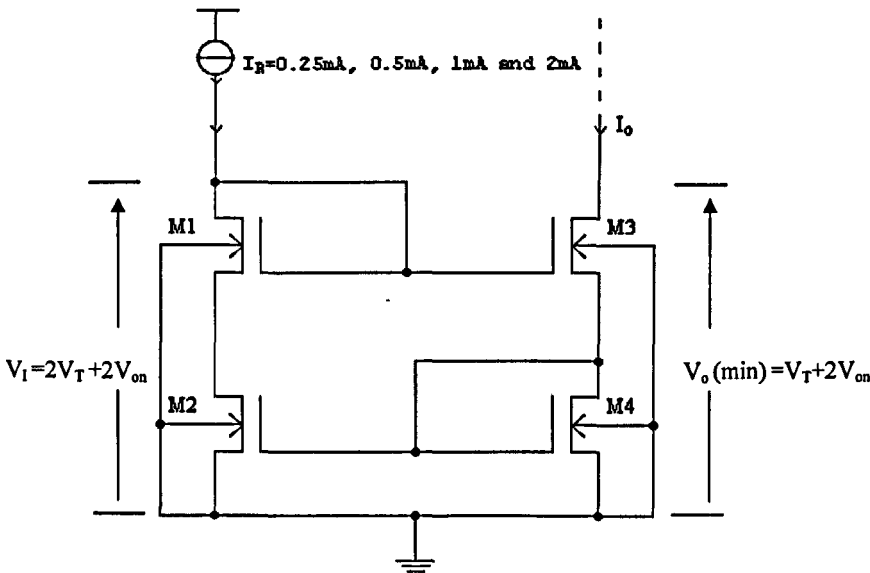 I_R=0.25mA, 0.5mA, 1mA and 2mA
I_o
M1
M3
V_I=2V_T+2V_on
V_o(min)=V_T+2V_on
M2
M4